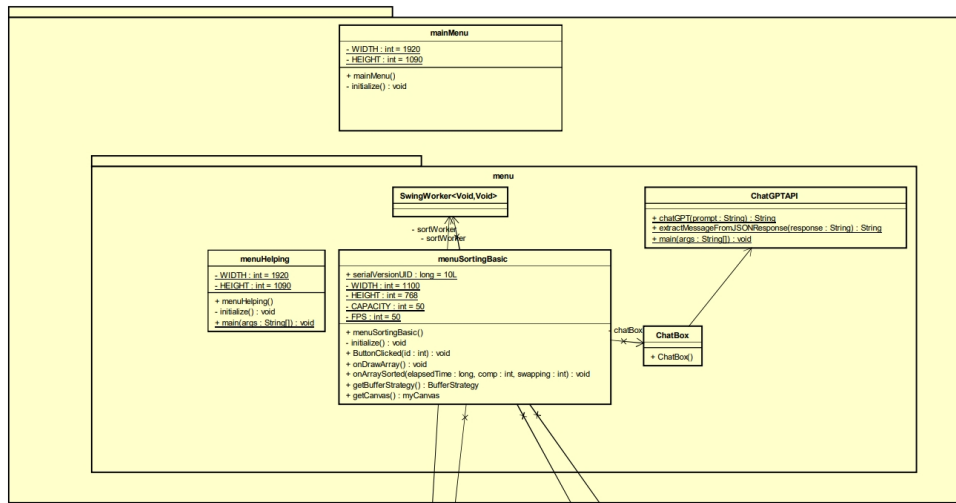 mainMenu
- WIDTH : int = 1920
- HEIGHT : int = 1090
+ mainMenu()
- initialize() : void
menu
SwingWorker<Void,Void>
- sortWorker
- sortWorker
ChatGPTAPI
+ chatGPT(prompt : String) : String
+ extractMessageFromJSONResponse(response : String) : String
+ main(args : String[]) : void
menuHelping
- WIDTH : int = 1920
- HEIGHT : int = 1090
+ menuHelping()
- initialize() : void
+ main(args : String[]) : void
menuSortingBasic
+ serialVersionUID : long = 10L
- WIDTH : int = 1100
- HEIGHT : int = 768
- CAPACITY : int = 50
- FPS : int = 50
+ menuSortingBasic()
- initialize() : void
+ ButtonClicked(id : int) : void
+ onDrawArray() : void
+ onArraySorted(elapsedTime : long, comp : int, swapping : int) : void
+ getBufferStrategy() : BufferStrategy
+ getCanvas() : myCanvas
- chatBox
ChatBox
+ ChatBox()